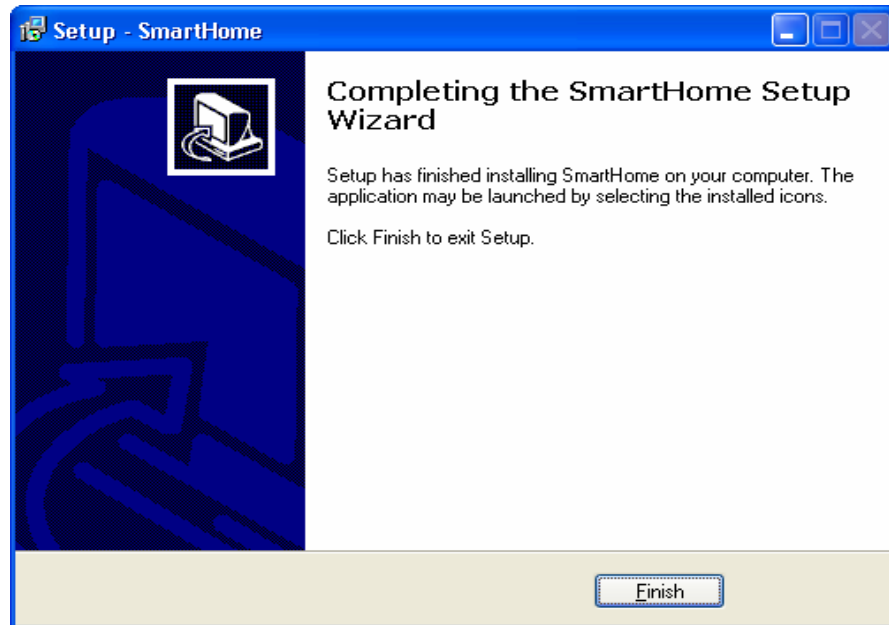 Setup - SmartHome
Completing the SmartHome Setup
Wizard
Setup has finished installing SmartHome on your computer. The
application may be launched by selecting the installed icons.
Click Finish to exit Setup.
Finish